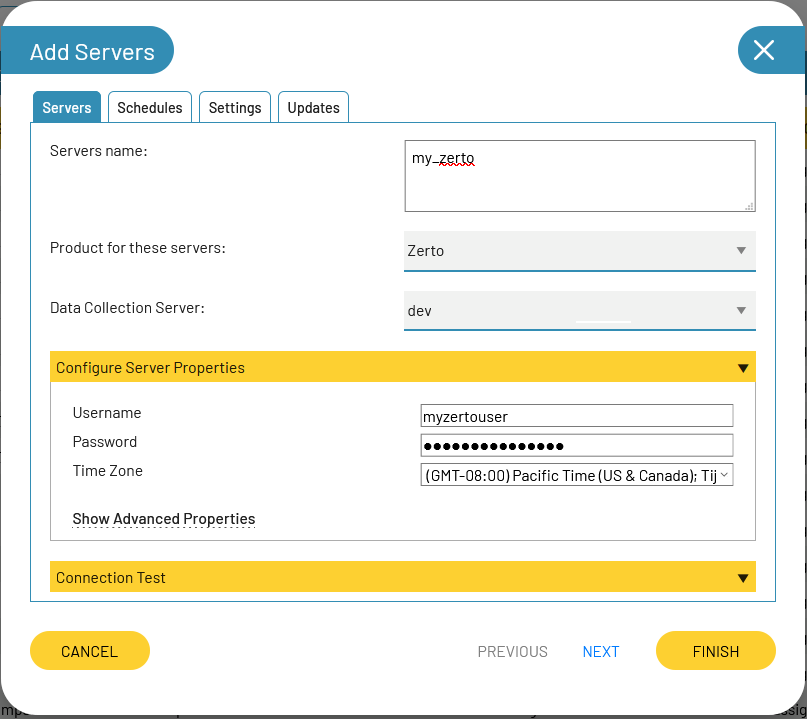 Add Servers
Servers Schedules Settings Updates
Servers name: my_zerto
Product for these servers: Zerto
Data Collection Server: dev
Configure Server Properties
Username myzertouser
Password ●●●●●●●●●●●●●●●
Time Zone (GMT-08:00) Pacific Time (US & Canada); Tij
Show Advanced Properties
Connection Test
CANCEL PREVIOUS NEXT FINISH